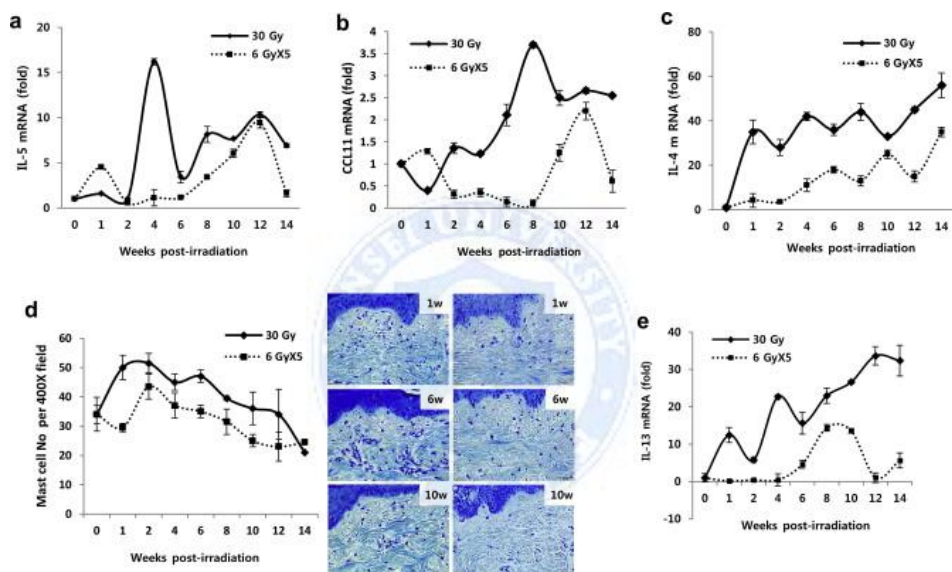 a
20
15
10
5
0
IL-5 mRNA (fold)
30 Gy
6 GyX5
0 1 2 4 6 8 10 12 14
Weeks post-irradiation
b
4
3.5
3
2.5
2
1.5
1
0.5
0
CCL11 mRNA (fold)
30 Gy
6 GyX5
0 1 2 4 6 8 10 12 14
Weeks post-irradiation
c
80
60
40
20
0
IL-4 m RNA (fold)
30 Gy
6 GyX5
0 1 2 4 6 8 10 12 14
Weeks post-irradiation
d
60
50
40
30
20
10
0
Mast cell No per 400X field
30 Gy
6 GyX5
0 1 2 4 6 8 10 12 14
Weeks post-irradiation
1w 1w
6w 6w
10w 10w
e
40
30
20
10
0
-10
IL-13 mRNA (fold)
30 Gy
6 GyX5
0 1 2 4 6 8 10 12 14
Weeks post-irradiation